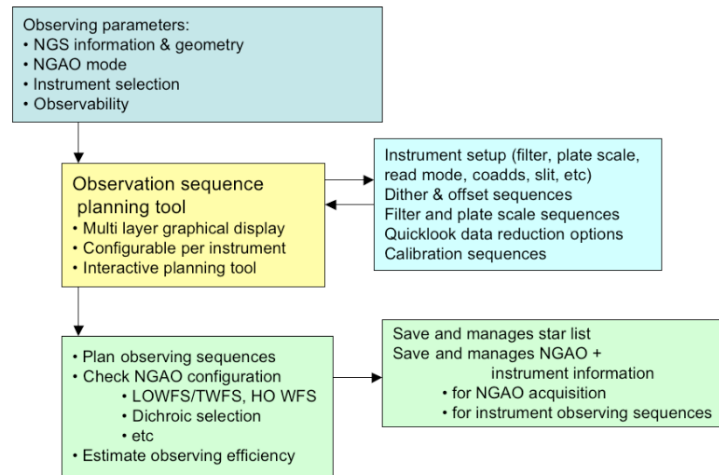 Observing parameters:
• NGS information & geometry
• NGAO mode
• Instrument selection
• Observability
Observation sequence
planning tool
• Multi layer graphical display
• Configurable per instrument
• Interactive planning tool
Instrument setup (filter, plate scale,
read mode, coadds, slit, etc)
Dither & offset sequences
Filter and plate scale sequences
Quicklook data reduction options
Calibration sequences
• Plan observing sequences
• Check NGAO configuration
• LOWFS/TWFS, HO WFS
• Dichroic selection
• etc
• Estimate observing efficiency
Save and manages star list
Save and manages NGAO +
instrument information
• for NGAO acquisition
• for instrument observing sequences